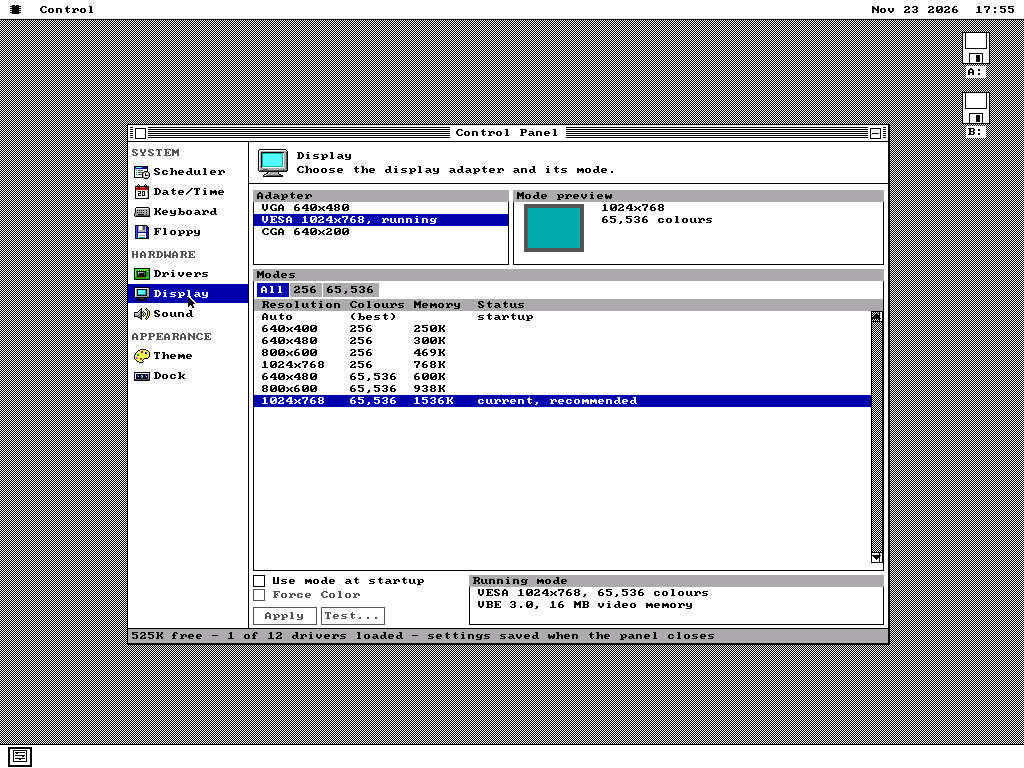 Control
Nov 23 2026 17:55
A:
B:
Control Panel
SYSTEM
Scheduler
Date/Time
Keyboard
Floppy
HARDWARE
Drivers
Display
Sound
APPEARANCE
Theme
Dock
Display
Choose the display adapter and its mode.
Adapter
VGA 640x480
VESA 1024x768, running
CGA 640x200
Mode preview
1024x768
65,536 colours
Modes
All 256 65,536
Resolution Colours Memory Status
Auto (best) startup
640x400 256 250K
640x480 256 300K
800x600 256 469K
1024x768 256 768K
640x480 65,536 600K
800x600 65,536 938K
1024x768 65,536 1536K current, recommended
Use mode at startup
Force Color
Apply Test...
Running mode
VESA 1024x768, 65,536 colours
VBE 3.0, 16 MB video memory
525K free - 1 of 12 drivers loaded - settings saved when the panel closes